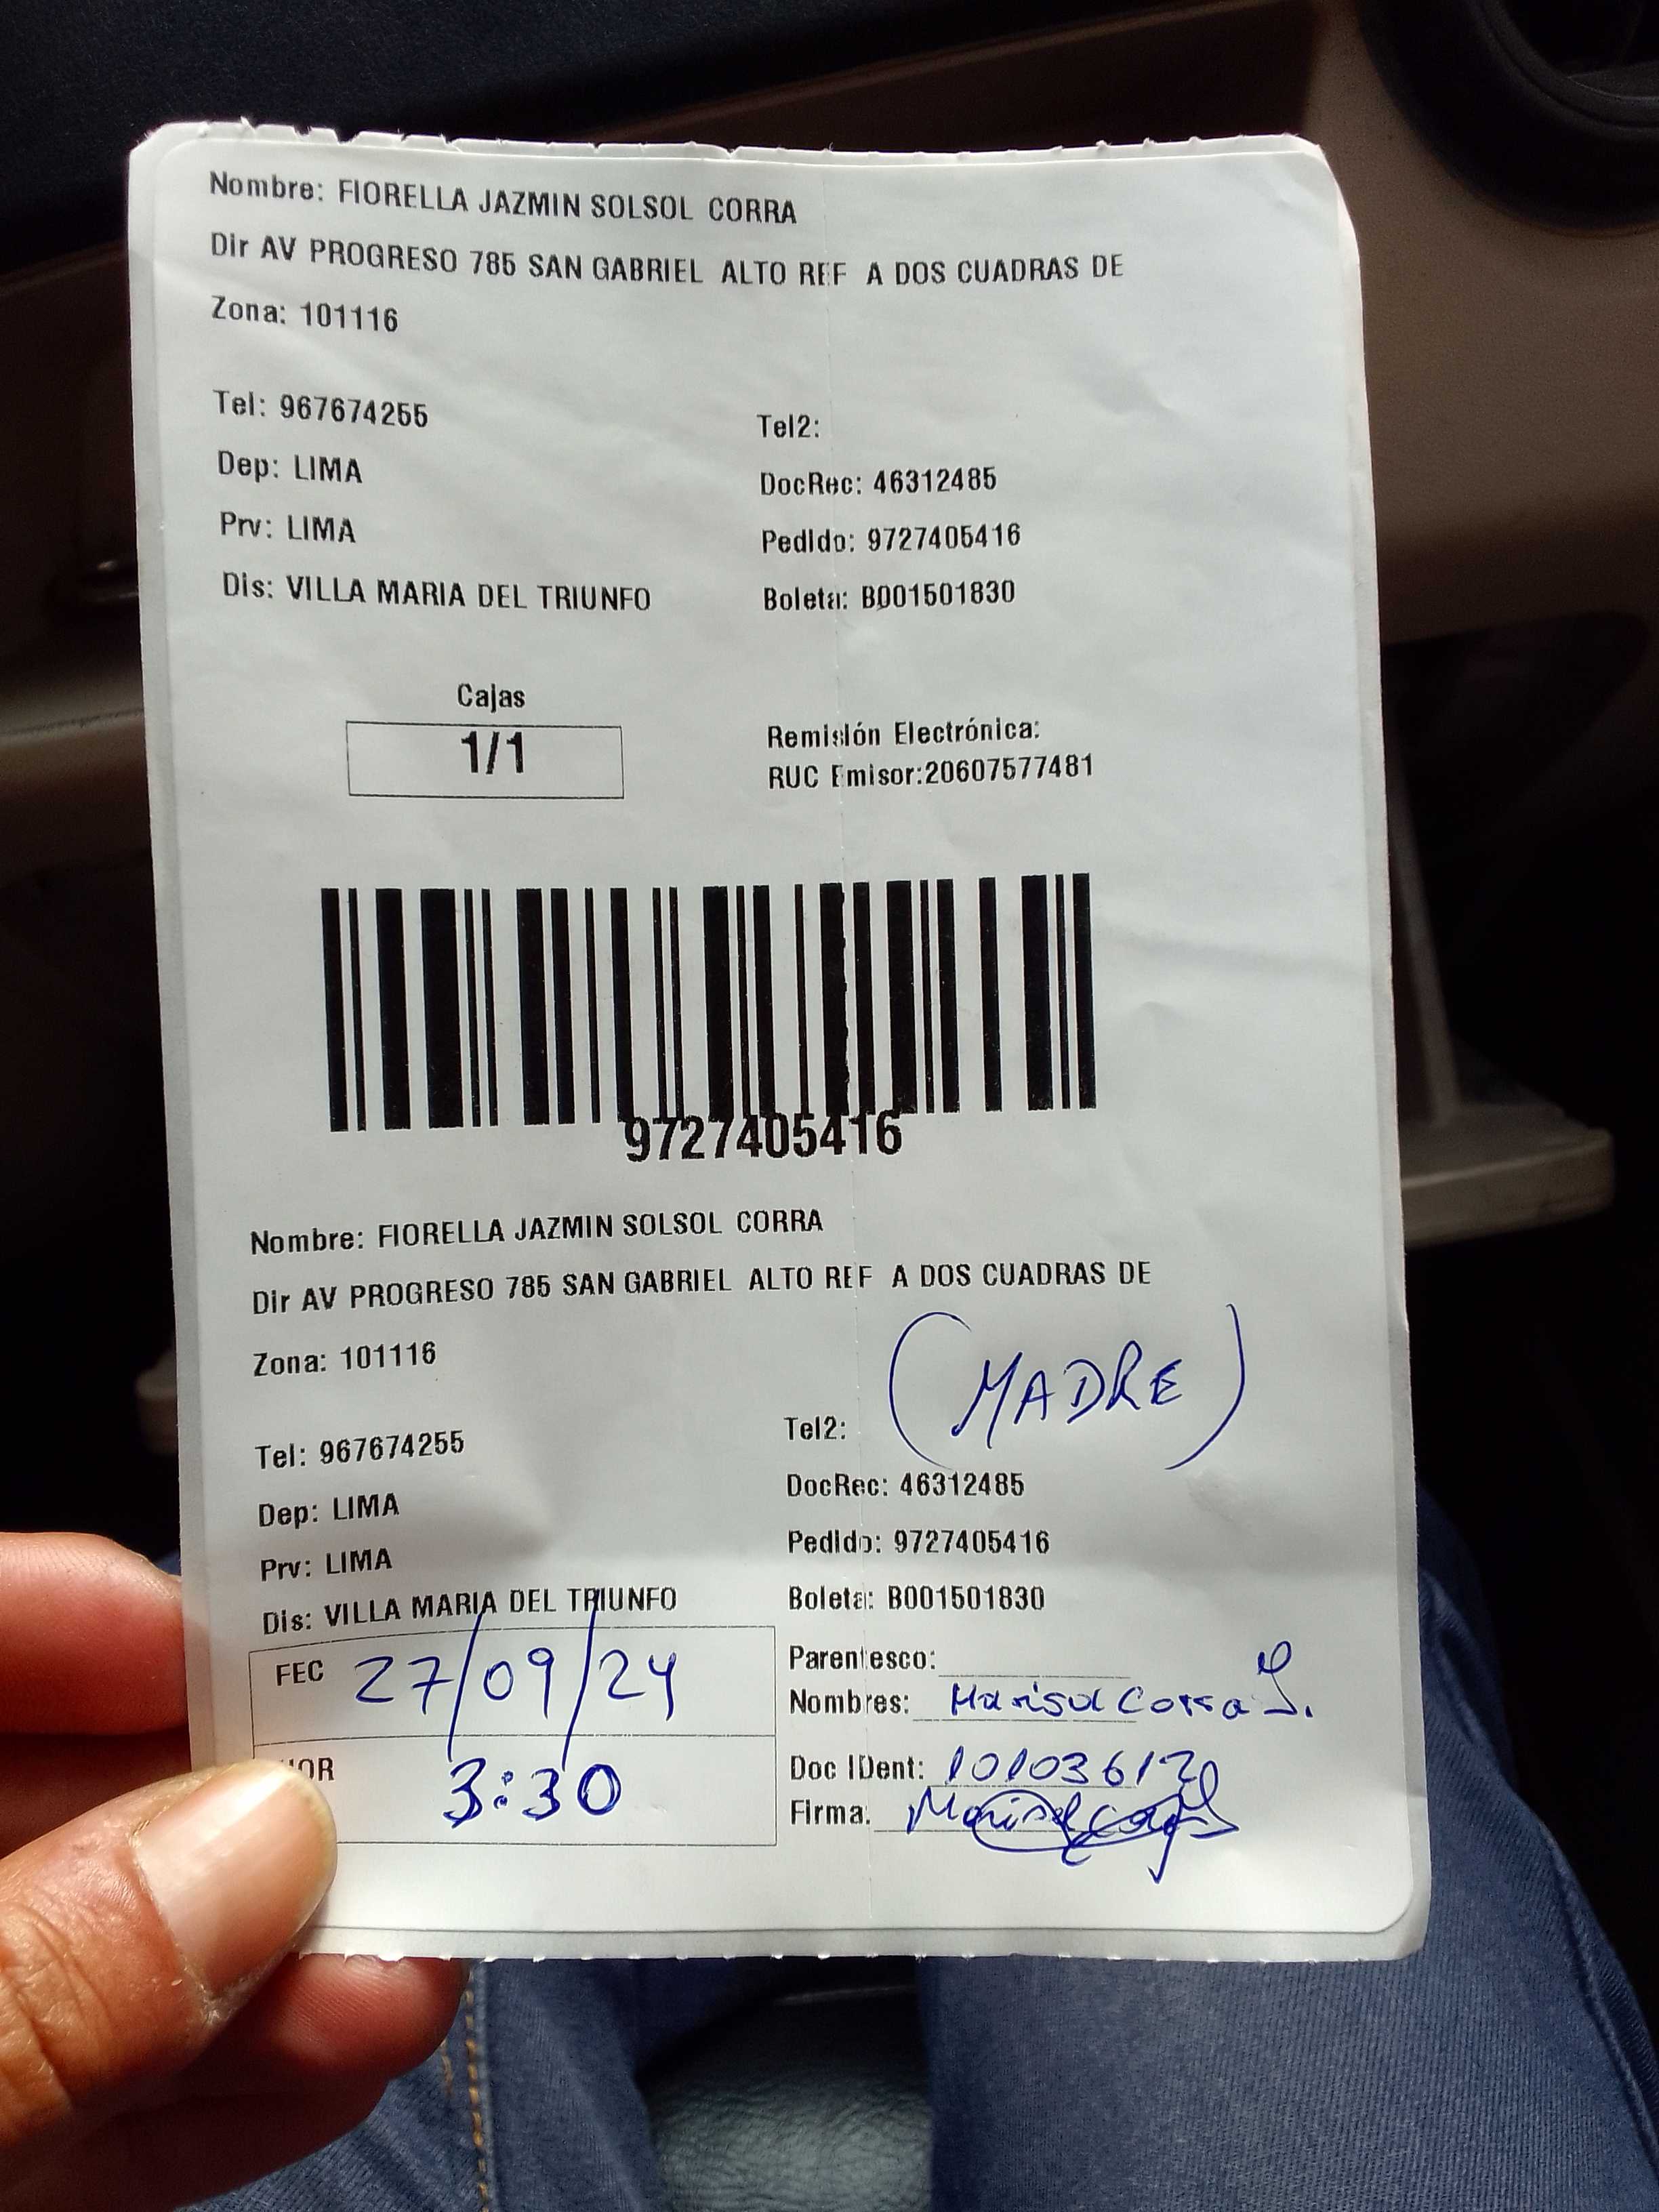 Nombre: FIORELLA JAZMIN SOLSOL CORRA
Dir AV PROGRESO 785 SAN GABRIEL ALTO REF A DOS CUADRAS DE
Zona: 101116
Tel: 967674255
Tel2:
Dep: LIMA
DocRec: 46312485
Prv: LIMA
Pedido: 9727405416
Dis: VILLA MARIA DEL TRIUNFO
Boleta: B001501830
Cajas
1/1
Remisión Electrónica:
RUC Emisor:20607577481
9727405416
Nombre: FIORELLA JAZMIN SOLSOL CORRA
Dir AV PROGRESO 785 SAN GABRIEL ALTO REF A DOS CUADRAS DE
Zona: 101116
(MADRE)
Tel: 967674255
Tel2:
Dep: LIMA
DocRec: 46312485
Prv: LIMA
Pedido: 9727405416
Dis: VILLA MARIA DEL TRIUNFO
Boleta: B001501830
FEC 27/09/24
Parentesco:
Nombres: Marisol Corra S.
3:30
Doc IDent:
Firma: Marisol